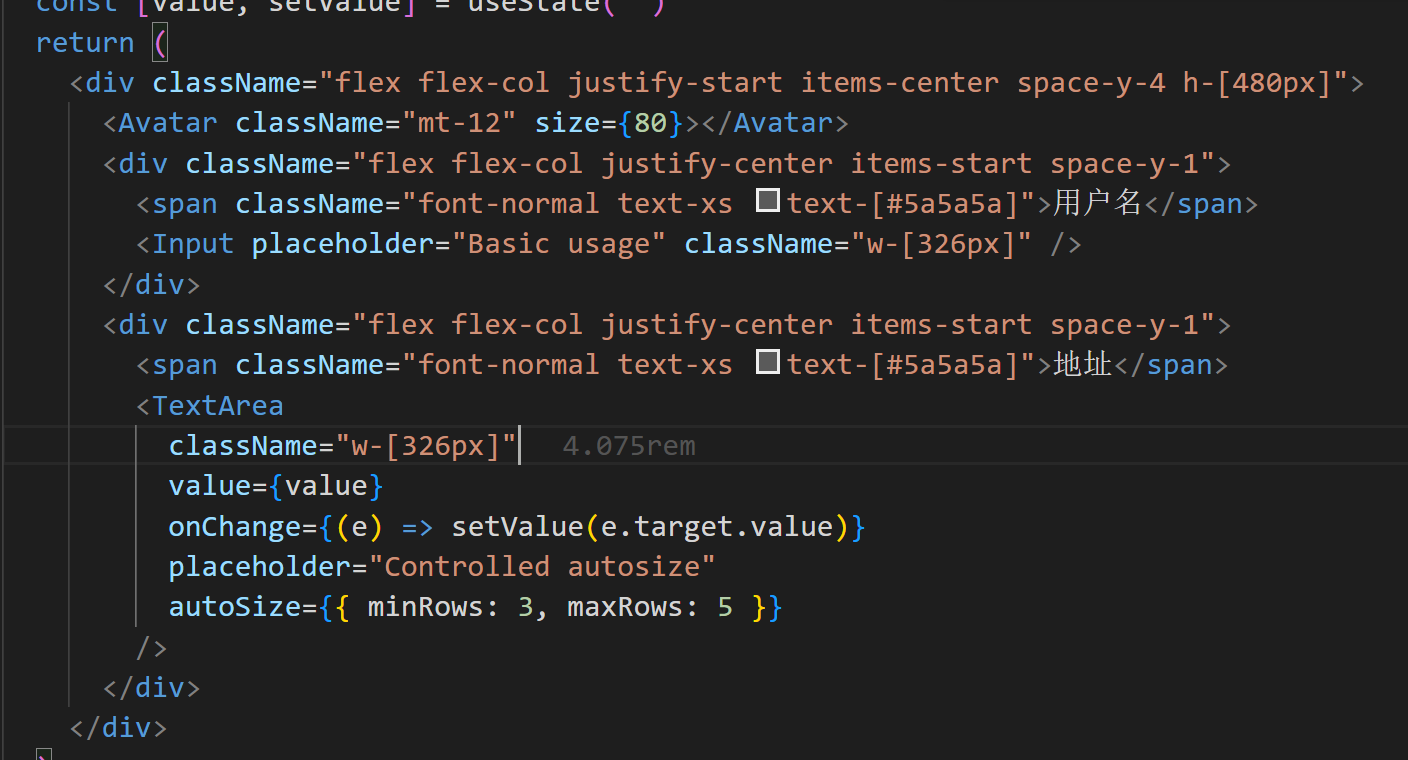 const [value, setValue] = useState(' ')
return (
<div className="flex flex-col justify-start items-center space-y-4 h-[480px]">
<Avatar className="mt-12" size={80}></Avatar>
<div className="flex flex-col justify-center items-start space-y-1">
<span className="font-normal text-xs text-[#5a5a5a]">用户名</span>
<Input placeholder="Basic usage" className="w-[326px]" />
</div>
<div className="flex flex-col justify-center items-start space-y-1">
<span className="font-normal text-xs text-[#5a5a5a]">地址</span>
<TextArea
className="w-[326px]" 4.075rem
value={value}
onChange={(e) => setValue(e.target.value)}
placeholder="Controlled autosize"
autoSize={{ minRows: 3, maxRows: 5 }}
/>
</div>
</div>